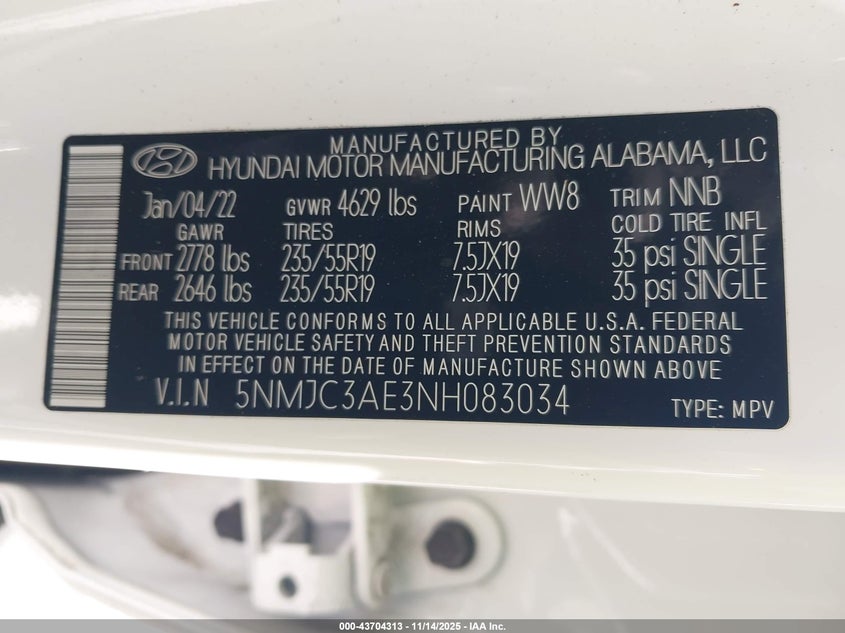 MANUFACTURED BY
HYUNDAI MOTOR MANUFACTURING ALABAMA, LLC
Jan/04/22 GVWR 4629 lbs PAINT WW8 TRIM NNB
GAWR TIRES RIMS COLD TIRE INFL
FRONT 2778 lbs 235/55R19 7.5JX19 35 psi SINGLE
REAR 2646 lbs 235/55R19 7.5JX19 35 psi SINGLE
THIS VEHICLE CONFORMS TO ALL APPLICABLE U.S.A. FEDERAL
MOTOR VEHICLE SAFETY AND THEFT PREVENTION STANDARDS
IN EFFECT ON THE DATE OF MANUFACTURE SHOWN ABOVE
V.I.N 5NMJC3AE3NH083034 TYPE: MPV
000-43704313 - 11/14/2025 - IAA Inc.